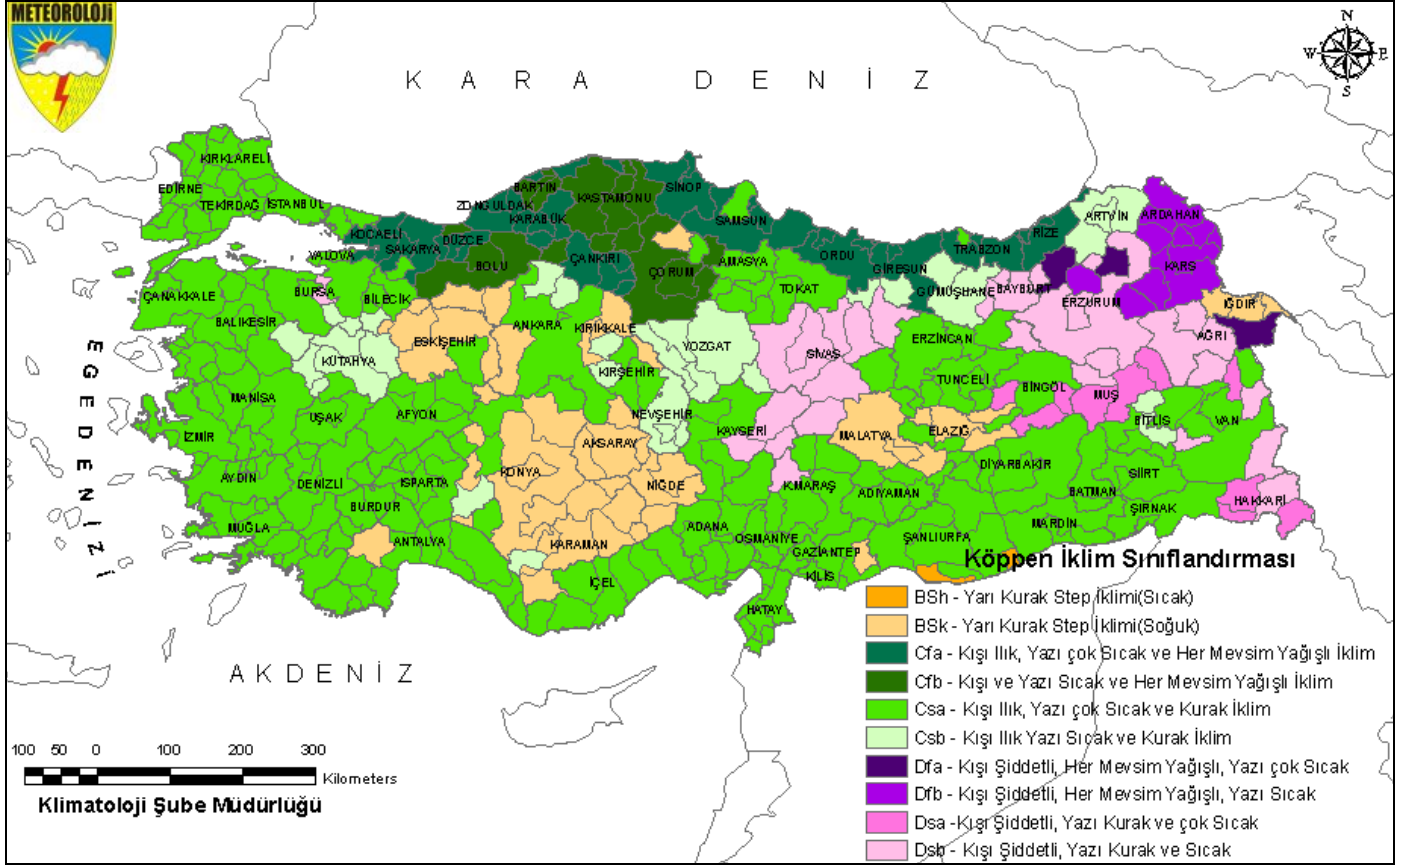 METEOROLOJİ
N
W E
S
KARA DENİZ
KIRKLARELİ
EDİRNE
TEKİRDAĞ
İSTANBUL
BARTIN
KASTAMONU
SİNOP
ZONGULDAK
KARABÜK
SAMSUN
ARTVİN
ARDAHAN
KOCAELİ
SAKARYA
DÜZCE
BOLU
ÇANKIRI
ÇORUM
AMASYA
ORDU
GİRESUN
TRABZON
RİZE
KARS
YALOVA
BURSA
BİLECİK
ÇANAKKALE
TOKAT
GÜMÜŞHANE
BAYBURT
ERZURUM
IĞDIR
BALIKESİR
ESKİŞEHİR
ANKARA
KIRIKKALE
YOZGAT
SİVAS
ERZİNCAN
AĞRI
KÜTAHYA
KIRŞEHİR
TUNCELİ
BİNGÖL
MUŞ
MANİSA
UŞAK
AFYON
NEVŞEHİR
KAYSERİ
MALATYA
ELAZIĞ
BİTLİS
VAN
İZMİR
AKSARAY
AYDIN
DENİZLİ
ISPARTA
KONYA
NİĞDE
K.MARAŞ
ADIYAMAN
DİYARBAKIR
SİİRT
BATMAN
HAKKARİ
BURDUR
MUĞLA
ANTALYA
KARAMAN
ADANA
OSMANİYE
GAZİANTEP
ŞANLIURFA
MARDİN
ŞIRNAK
İÇEL
KİLİS
HATAY
EGE DENİZİ
AKDENİZ
Köppen İklim Sınıflandırması
BSh - Yarı Kurak Step İklimi(Sıcak)
BSk - Yarı Kurak Step İklimi(Soğuk)
Cfa - Kışı Ilık, Yazı çok Sıcak ve Her Mevsim Yağışlı İklim
Cfb - Kışı ve Yazı Sıcak ve Her Mevsim Yağışlı İklim
Csa - Kışı Ilık, Yazı çok Sıcak ve Kurak İklim
Csb - Kışı Ilık Yazı Sıcak ve Kurak İklim
Dfa - Kışı Şiddetli, Her Mevsim Yağışlı, Yazı çok Sıcak
Dfb - Kışı Şiddetli, Her Mevsim Yağışlı, Yazı Sıcak
Dsa -Kışı Şiddetli, Yazı Kurak ve çok Sıcak
Dsb - Kışı Şiddetli, Yazı Kurak ve Sıcak
100 50 0 100 200 300
Kilometers
Klimatoloji Şube Müdürlüğü